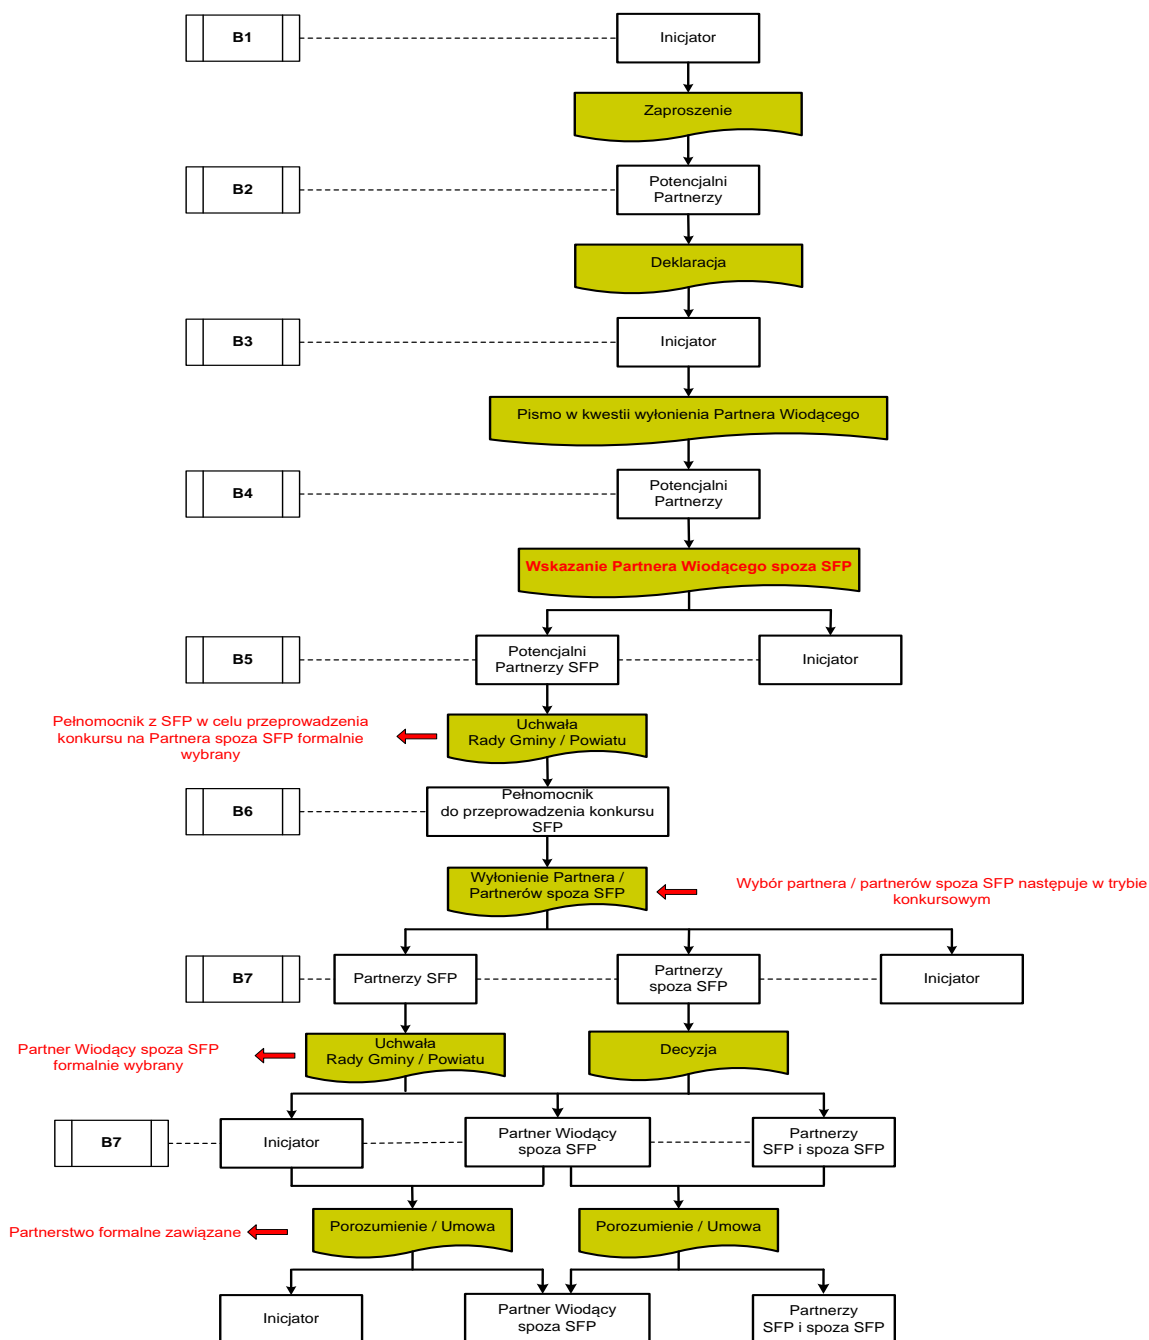 B1
Inicjator
Zaproszenie
B2
Potencjalni
Partnerzy
Deklaracja
B3
Inicjator
Pismo w kwestii wyłonienia Partnera Wiodącego
B4
Potencjalni
Partnerzy
Wskazanie Partnera Wiodącego spoza SFP
B5
Potencjalni
Partnerzy SFP
Inicjator
Pełnomocnik z SFP w celu przeprowadzenia
konkursu na Partnera spoza SFP formalnie
wybrany
Uchwała
Rady Gminy / Powiatu
B6
Pełnomocnik
do przeprowadzenia konkursu
SFP
Wyłonienie Partnera /
Partnerów spoza SFP
Wybór partnera / partnerów spoza SFP następuje w trybie
konkursowym
B7
Partnerzy SFP
Partnerzy
spoza SFP
Inicjator
Partner Wiodący spoza SFP
formalnie wybrany
Uchwała
Rady Gminy / Powiatu
Decyzja
B7
Inicjator
Partner Wiodący
spoza SFP
Partnerzy
SFP i spoza SFP
Partnerstwo formalne zawiązane
Porozumienie / Umowa
Porozumienie / Umowa
Inicjator
Partner Wiodący
spoza SFP
Partnerzy
SFP i spoza SFP